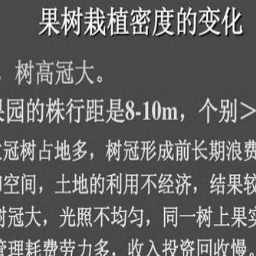 果树栽植密度的变化
，树高冠大。
园的株行距是8-10m，个别＞
冠树占地多，树冠形成前长期浪费
空间，土地的利用不经济，结果较
树冠大，光照不均匀，同一树上果实
管理耗费劳力多，收入投资回收慢。